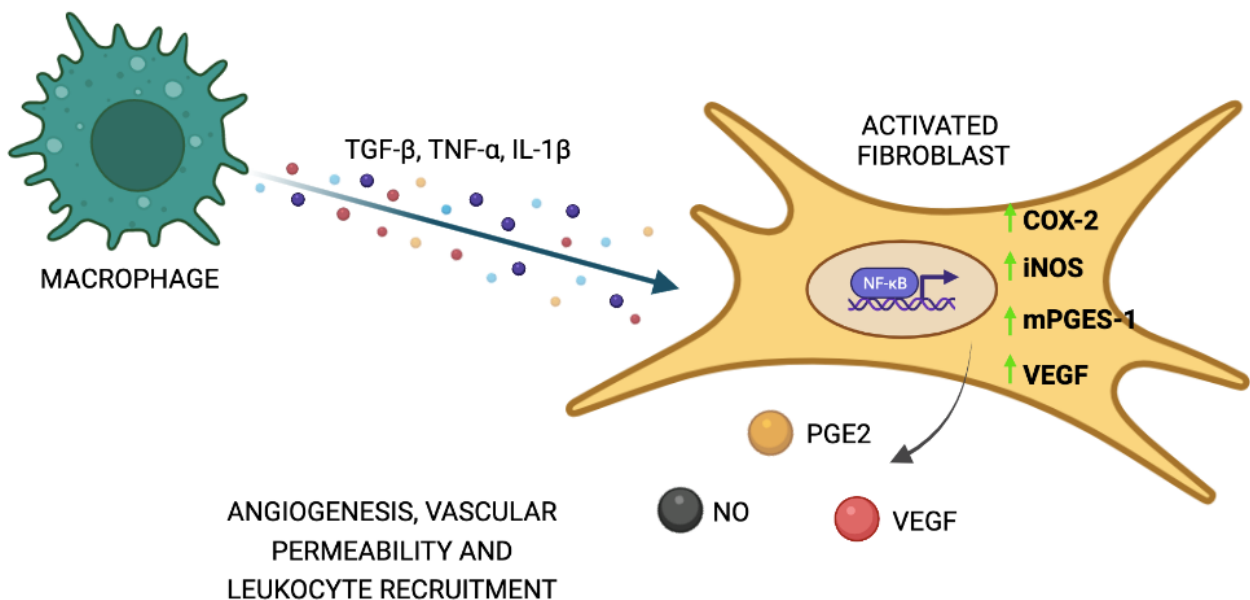 MACROPHAGE
TGF-β, TNF-α, IL-1β
ACTIVATED
FIBROBLAST
NF-κB
COX-2
iNOS
mPGES-1
VEGF
PGE2
NO
VEGF
ANGIOGENESIS, VASCULAR
PERMEABILITY AND
LEUKOCYTE RECRUITMENT